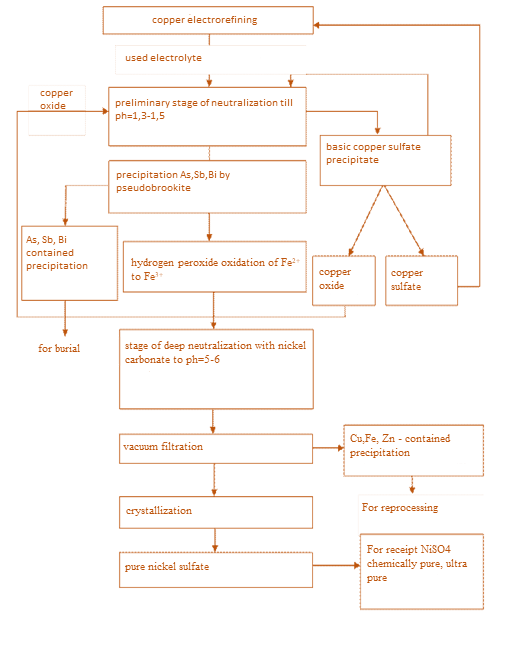 copper electrorefining
used electrolyte
copper
oxide
preliminary stage of neutralization till
ph=1,3-1,5
basic copper sulfate
precipitate
precipitation As,Sb,Bi by
pseudobrookite
As, Sb, Bi
contained
precipitation
hydrogen peroxide oxidation of Fe²⁺
to Fe³⁺
copper
oxide
copper
sulfate
for burial
stage of deep neutralization with nickel
carbonate to ph=5-6
vacuum filtration
Cu,Fe, Zn - contained
precipitation
crystallization
For reprocessing
pure nickel sulfate
For receipt NiSO4
chemically pure, ultra
pure